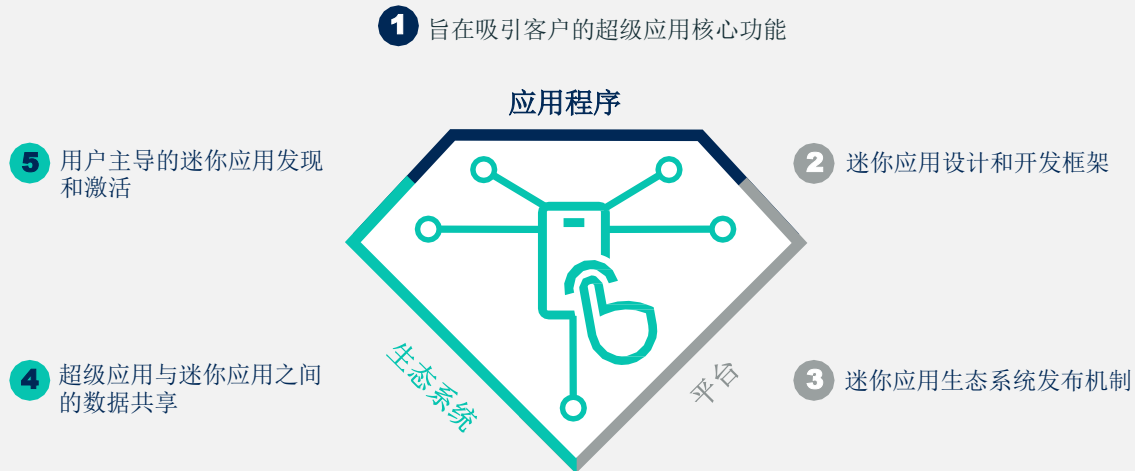 1 旨在吸引客户的超级应用核心功能
应用程序
5 用户主导的迷你应用发现
和激活
2 迷你应用设计和开发框架
生态系统
平台
4 超级应用与迷你应用之间
的数据共享
3 迷你应用生态系统发布机制